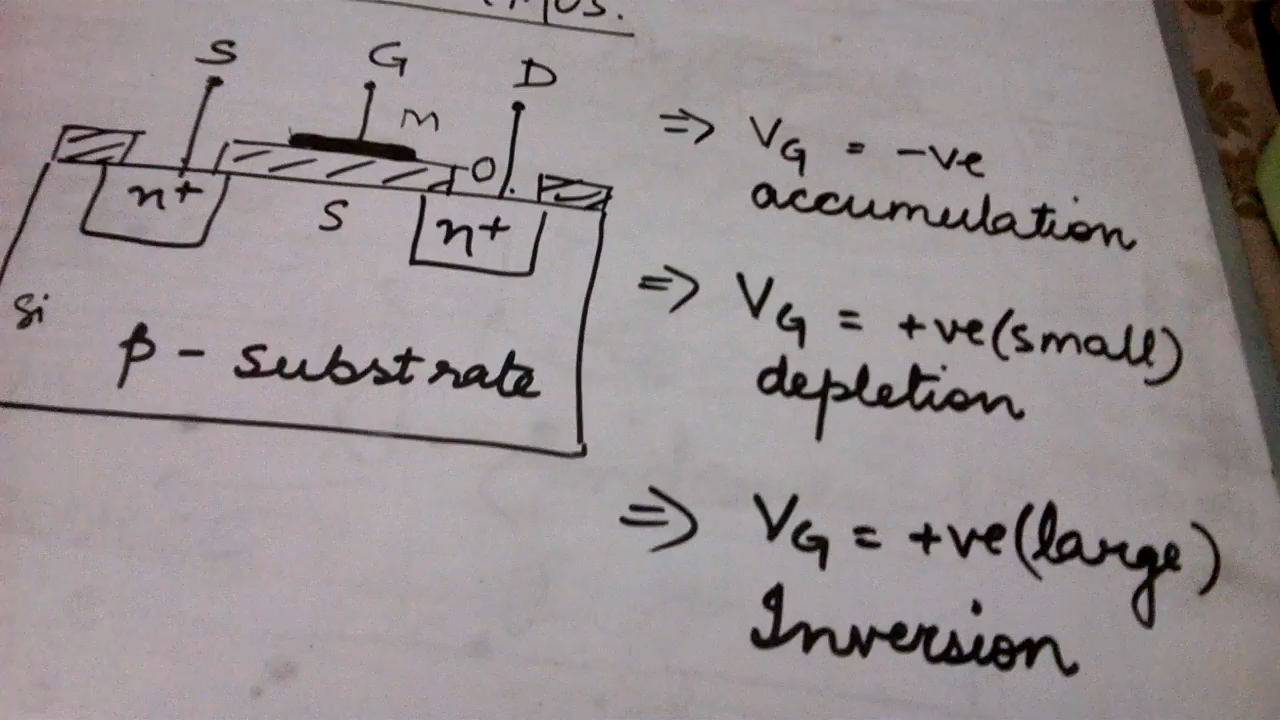 S
G
D
M
O
n+
S
n+
Si
p - substrate
⇒ VG = -ve
accumulation
⇒ VG = +ve(small)
depletion
⇒ VG = +ve(large)
Inversion